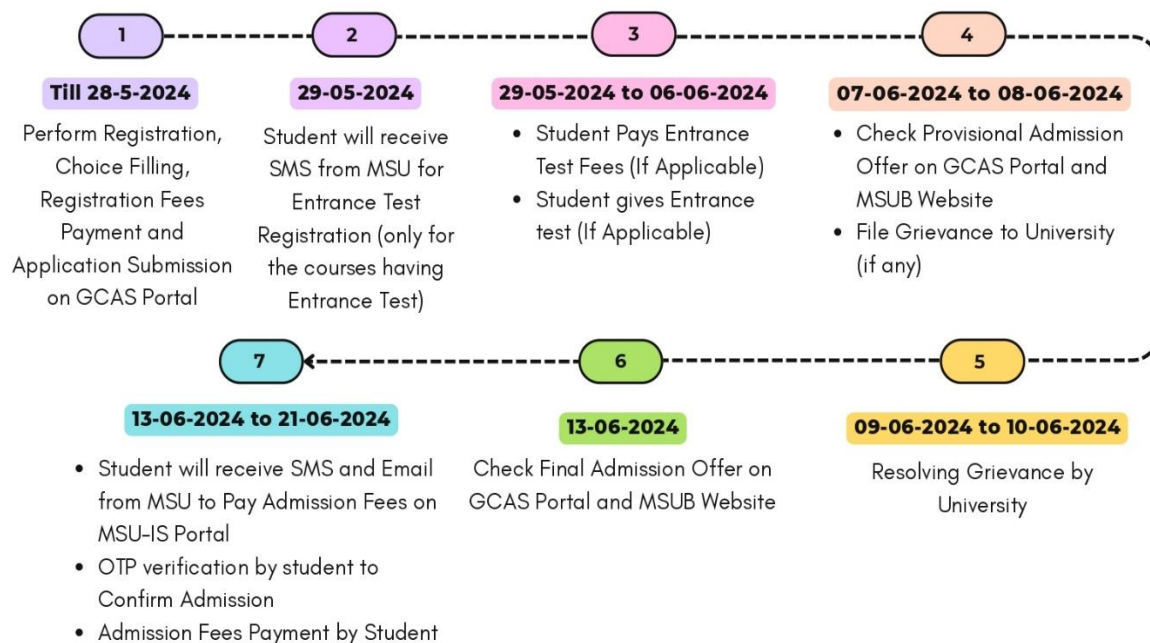 1
2
3
4
Till 28-5-2024
Perform Registration,
Choice Filling,
Registration Fees
Payment and
Application Submission
on GCAS Portal
29-05-2024
Student will receive
SMS from MSU for
Entrance Test
Registration (only for
the courses having
Entrance Test)
29-05-2024 to 06-06-2024
• Student Pays Entrance
Test Fees (If Applicable)
• Student gives Entrance
test (If Applicable)
07-06-2024 to 08-06-2024
• Check Provisional Admission
Offer on GCAS Portal and
MSUB Website
• File Grievance to University
(if any)
5
09-06-2024 to 10-06-2024
Resolving Grievance by
University
6
13-06-2024
Check Final Admission Offer on
GCAS Portal and MSUB Website
7
13-06-2024 to 21-06-2024
• Student will receive SMS and Email
from MSU to Pay Admission Fees on
MSU-IS Portal
• OTP verification by student to
Confirm Admission
• Admission Fees Payment by Student